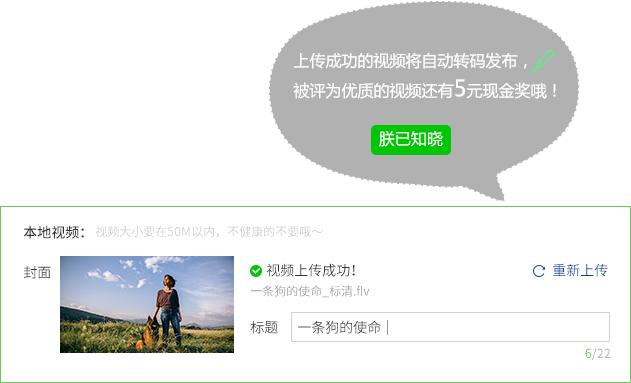 上传成功的视频将自动转码发布，
被评为优质的视频还有5元现金奖哦！
朕已知晓
本地视频： 视频大小要在50M以内，不健康的不要哦～
封面
视频上传成功！ 重新上传
一条狗的使命_标清.flv
标题 一条狗的使命
6/22